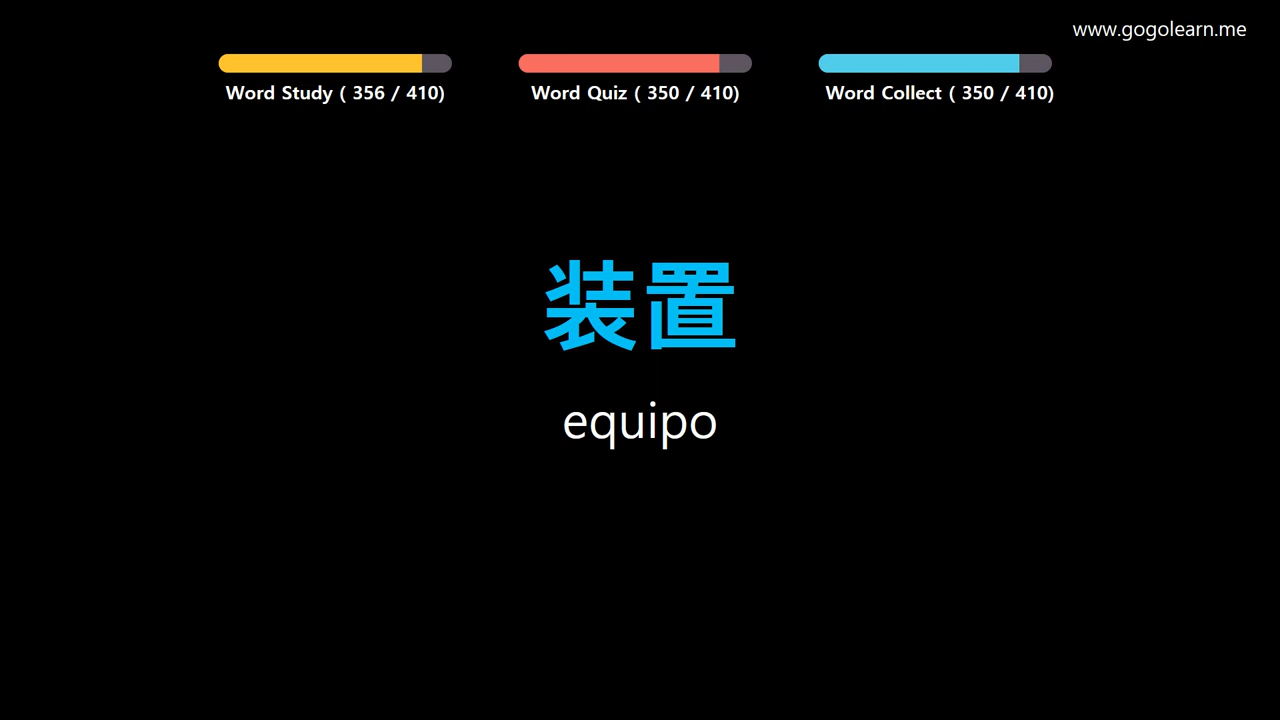 www.gogolearn.me
Word Study ( 356 / 410)
Word Quiz ( 350 / 410)
Word Collect ( 350 / 410)
装置
equipo